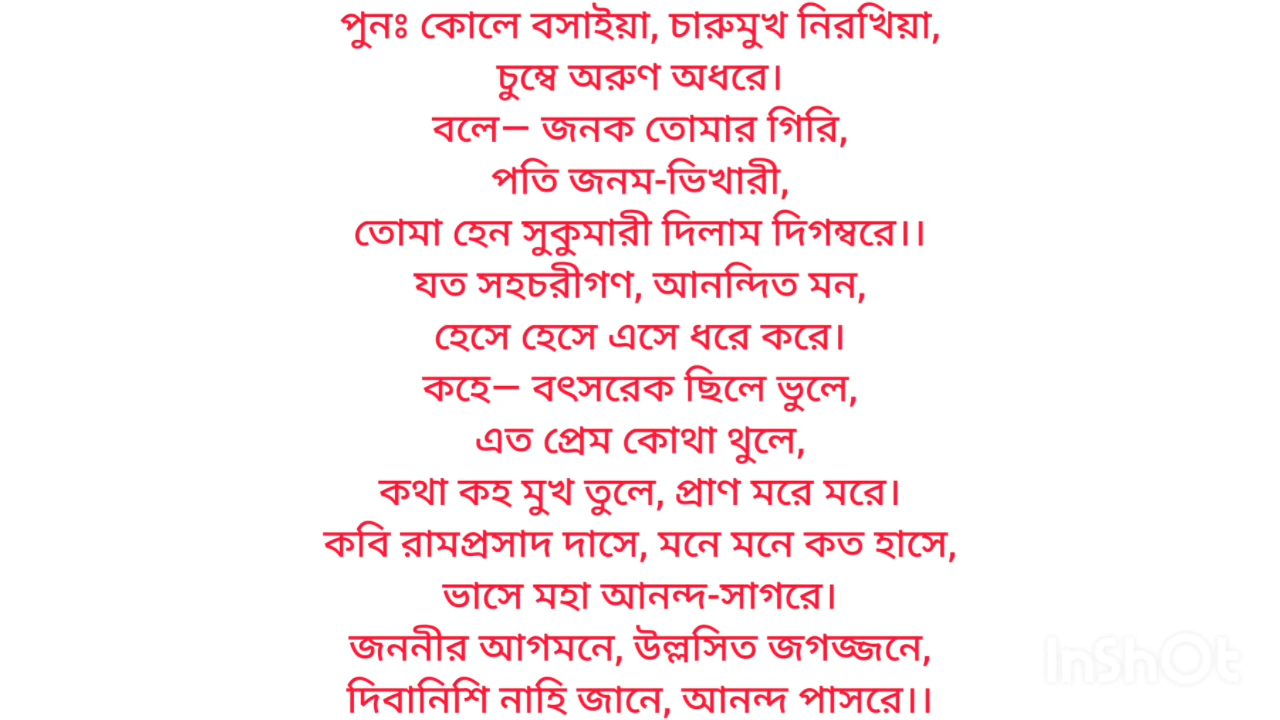 পুনঃ কোলে বসাইয়া, চারুমুখ নিরখিয়া,
চুম্বে অরুণ অধরে।
বলে— জনক তোমার গিরি,
পতি জনম-ভিখারী,
তোমা হেন সুকুমারী দিলাম দিগম্বরে।।
যত সহচরীগণ, আনন্দিত মন,
হেসে হেসে এসে ধরে করে।
কহে— বৎসরেক ছিলে ভুলে,
এত প্রেম কোথা থুলে,
কথা কহ মুখ তুলে, প্রাণ মরে মরে।
কবি রামপ্রসাদ দাসে, মনে মনে কত হাসে,
ভাসে মহা আনন্দ-সাগরে।
জননীর আগমনে, উল্লসিত জগজ্জনে,
দিবানিশি নাহি জানে, আনন্দ পাসরে।।
InShOt